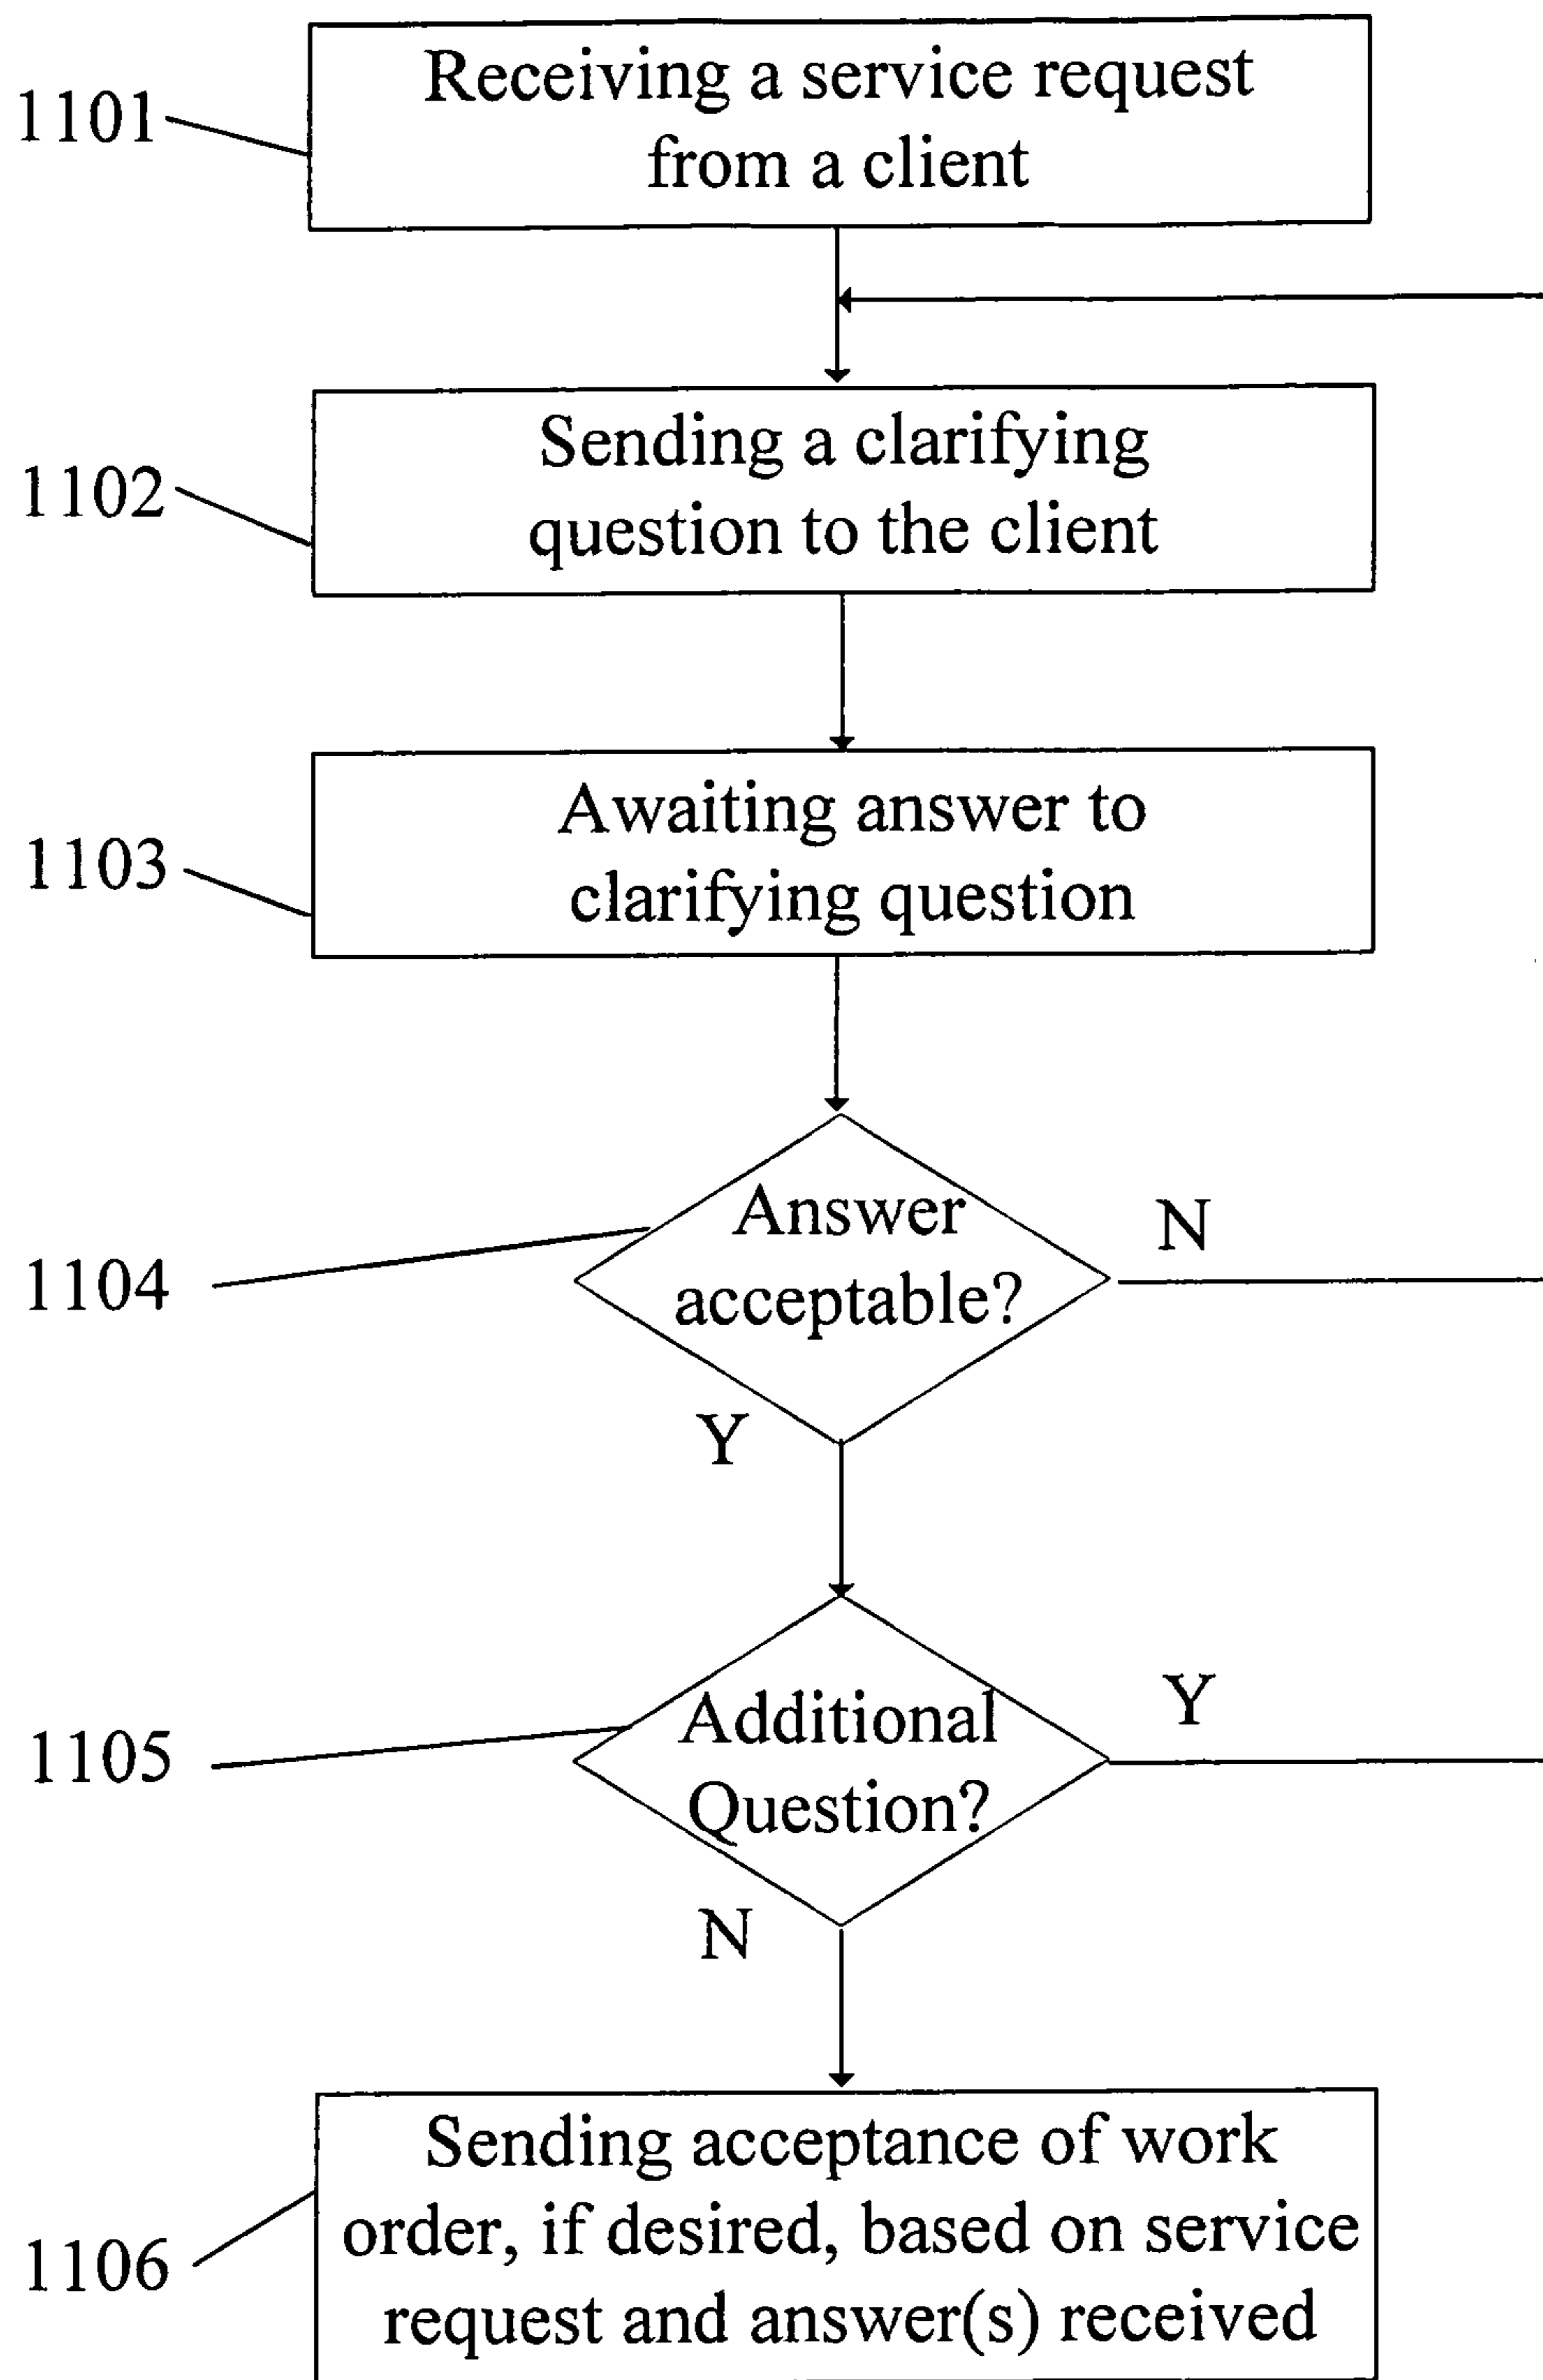 1101
Receiving a service request
from a client
1102
Sending a clarifying
question to the client
1103
Awaiting answer to
clarifying question
1104
Answer
acceptable?
N
Y
1105
Additional
Question?
Y
N
1106
Sending acceptance of work
order, if desired, based on service
request and answer(s) received